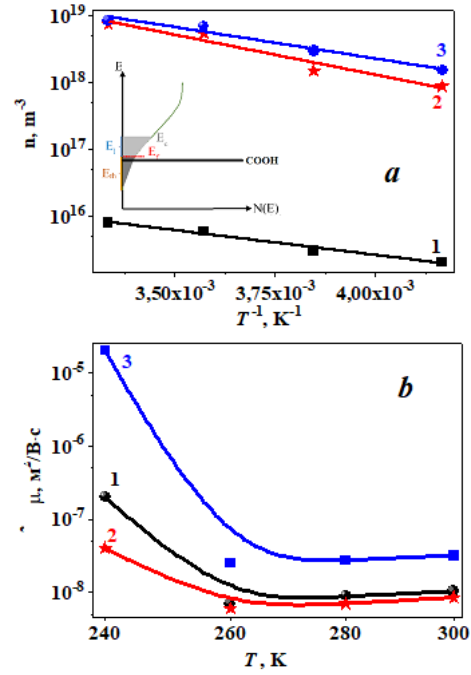 10¹⁹
10¹⁸
10¹⁷
10¹⁶
n, m⁻³
E
E_c
E_l
E_f
COOH
N(E)
a
3
2
1
3,50x10⁻³ 3,75x10⁻³ 4,00x10⁻³
T⁻¹, K⁻¹
10⁻⁵
10⁻⁶
10⁻⁷
10⁻⁸
μ, м²/В·с
3
b
1
2
240 260 280 300
T, K